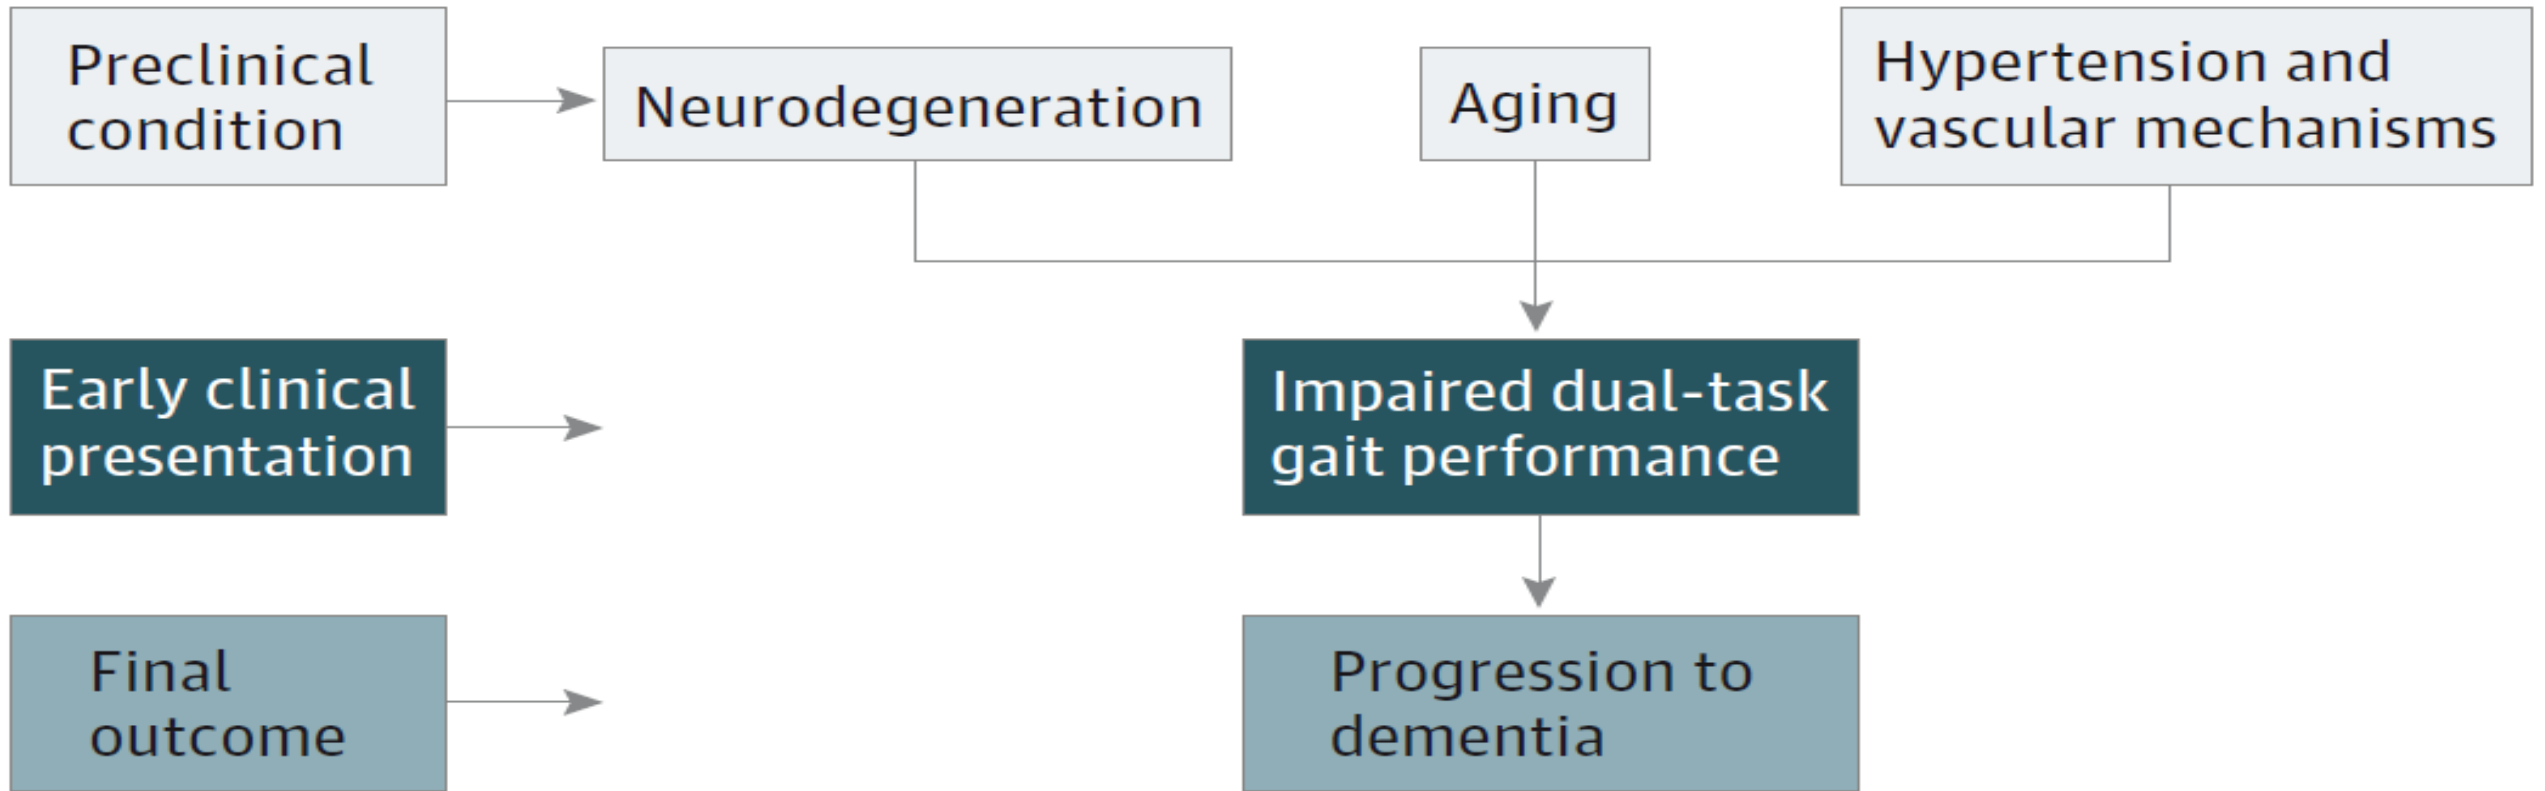 Preclinical
condition
Neurodegeneration
Aging
Hypertension and
vascular mechanisms
Early clinical
presentation
Impaired dual-task
gait performance
Final
outcome
Progression to
dementia